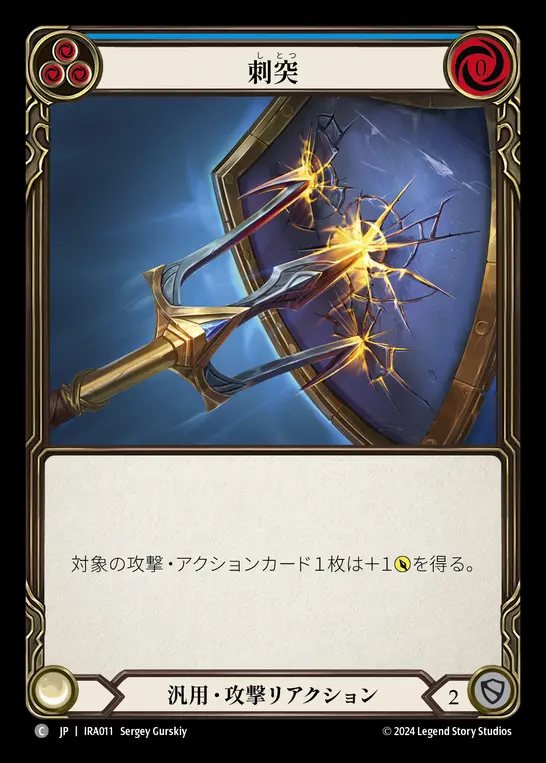 しとつ
刺突
0
対象の攻撃・アクションカード1枚は+1を得る。
汎用・攻撃リアクション
2
C JP | IRA011 Sergey Gurskiy
©2024 Legend Story Studios